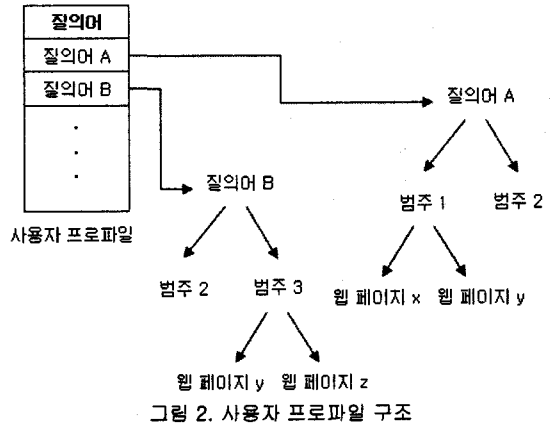 질의어
질의어 A
질의어 B
사용자 프로파일
질의어 A
범주 1 범주 2
웹 페이지 x 웹 페이지 y
질의어 B
범주 2 범주 3
웹 페이지 y 웹 페이지 z
그림 2. 사용자 프로파일 구조